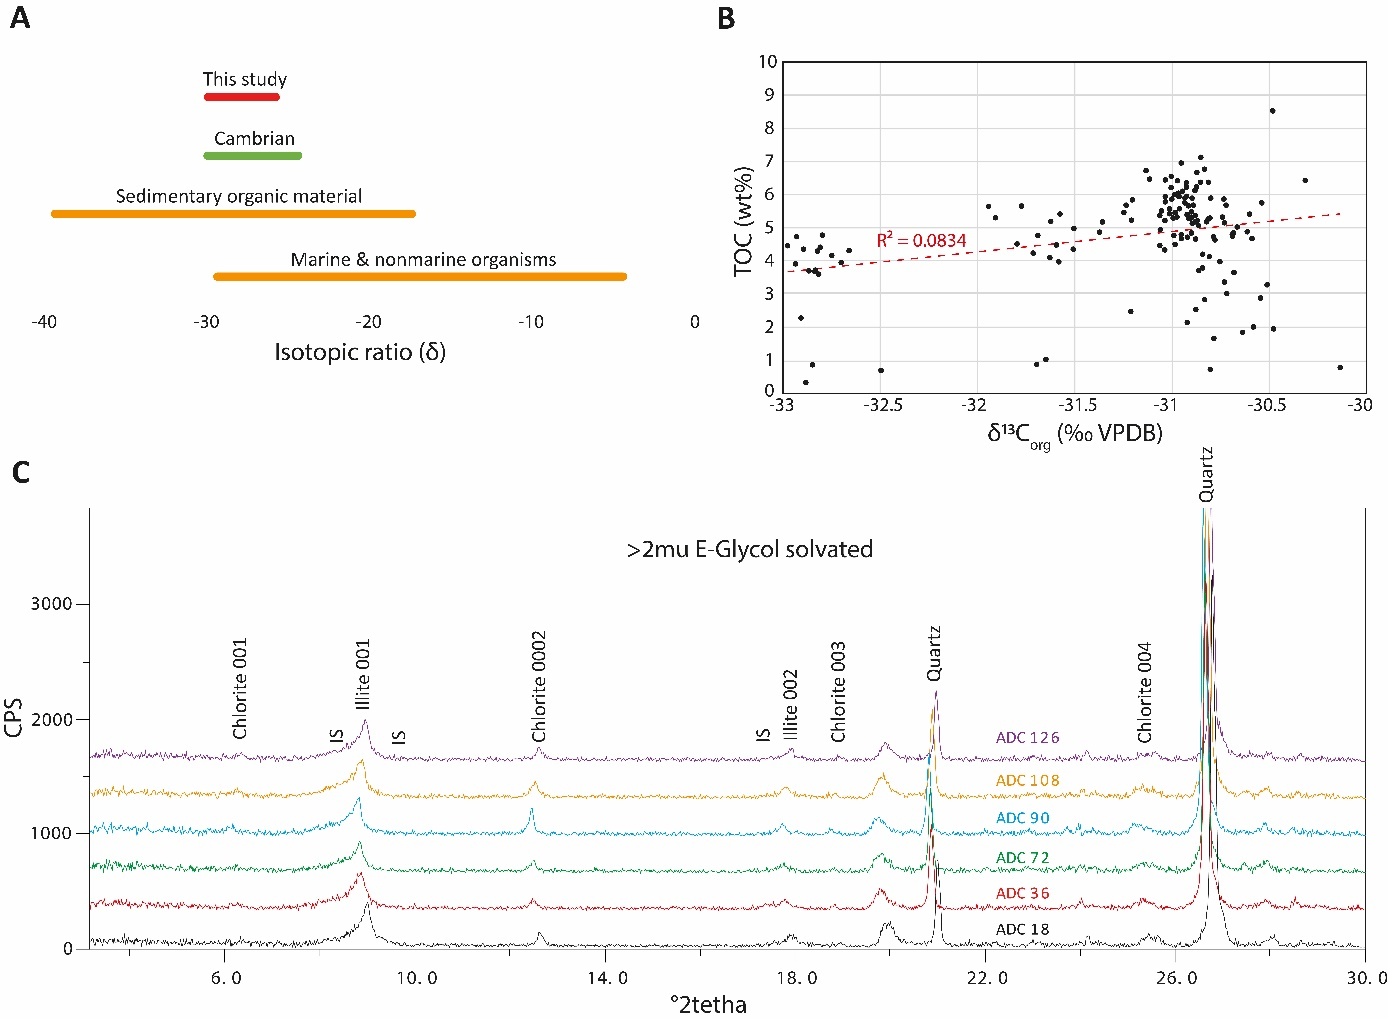 A
This study
Cambrian
Sedimentary organic material
Marine & nonmarine organisms
-40 -30 -20 -10 0
Isotopic ratio (δ)
B
10
9
8
7
6
5
4
3
2
1
0
TOC (wt%)
R² = 0.0834
-33 -32.5 -32 -31.5 -31 -30.5 -30
δ¹³Corg (‰ VPDB)
C
>2mu E-Glycol solvated
3000
2000
1000
0
CPS
Chlorite 001
IS
Illite 001
IS
Chlorite 0002
IS
Illite 002
Chlorite 003
Quartz
Chlorite 004
Quartz
ADC 126
ADC 108
ADC 90
ADC 72
ADC 36
ADC 18
6.0 10.0 14.0 18.0 22.0 26.0 30.0
°2tetha